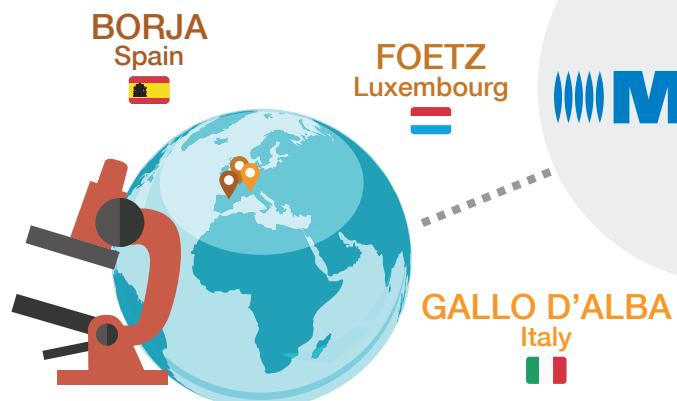 BORJA
Spain
FOETZ
Luxembourg
M
GALLO D'ALBA
Italy